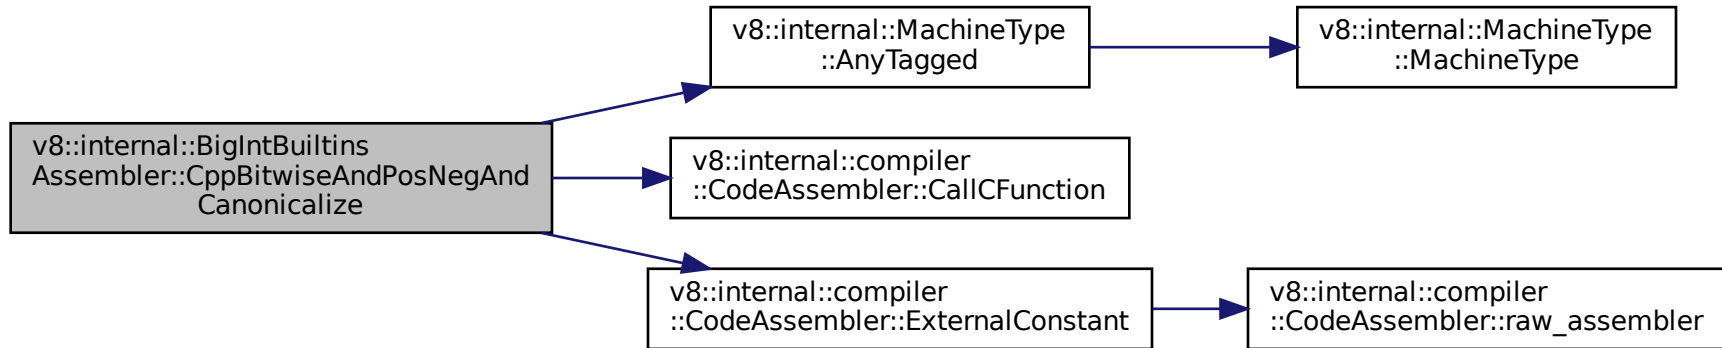 v8::internal::MachineType
::AnyTagged
v8::internal::MachineType
::MachineType
v8::internal::BigIntBuiltins
Assembler::CppBitwiseAndPosNegAnd
Canonicalize
v8::internal::compiler
::CodeAssembler::CallCFunction
v8::internal::compiler
::CodeAssembler::ExternalConstant
v8::internal::compiler
::CodeAssembler::raw_assembler